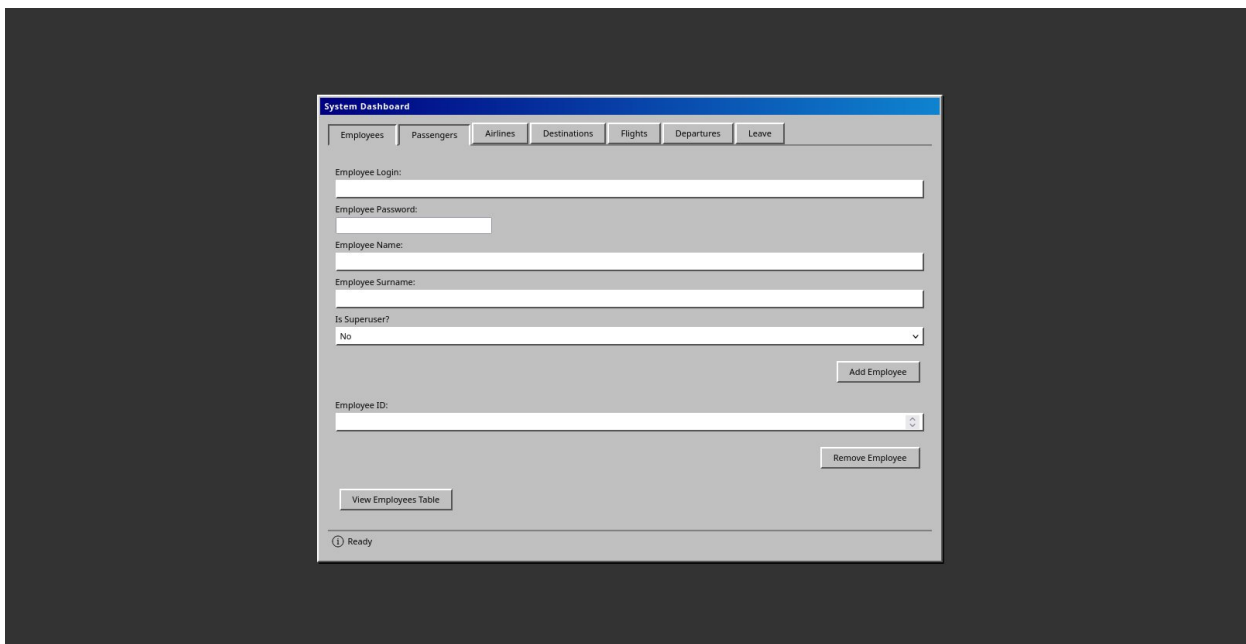 System Dashboard
Employees Passengers Airlines Destinations Flights Departures Leave
Employee Login:
Employee Password:
Employee Name:
Employee Surname:
Is Superuser?
No
Add Employee
Employee ID:
Remove Employee
View Employees Table
Ready